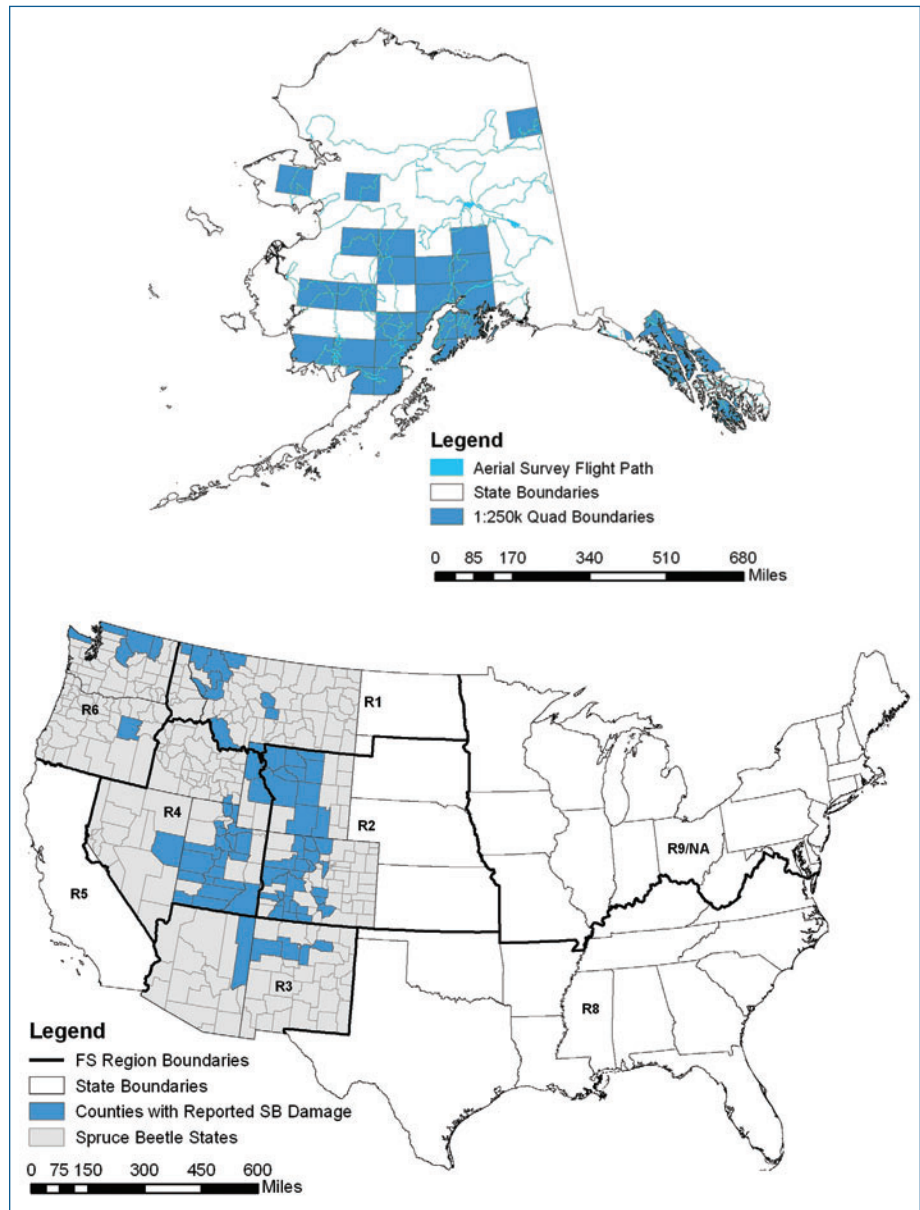 Legend
Aerial Survey Flight Path
State Boundaries
1:250k Quad Boundaries
0 85 170 340 510 680
Miles
R1
R6
R4
R2
R9/NA
R5
R3
R8
Legend
FS Region Boundaries
State Boundaries
Counties with Reported SB Damage
Spruce Beetle States
0 75 150 300 450 600
Miles